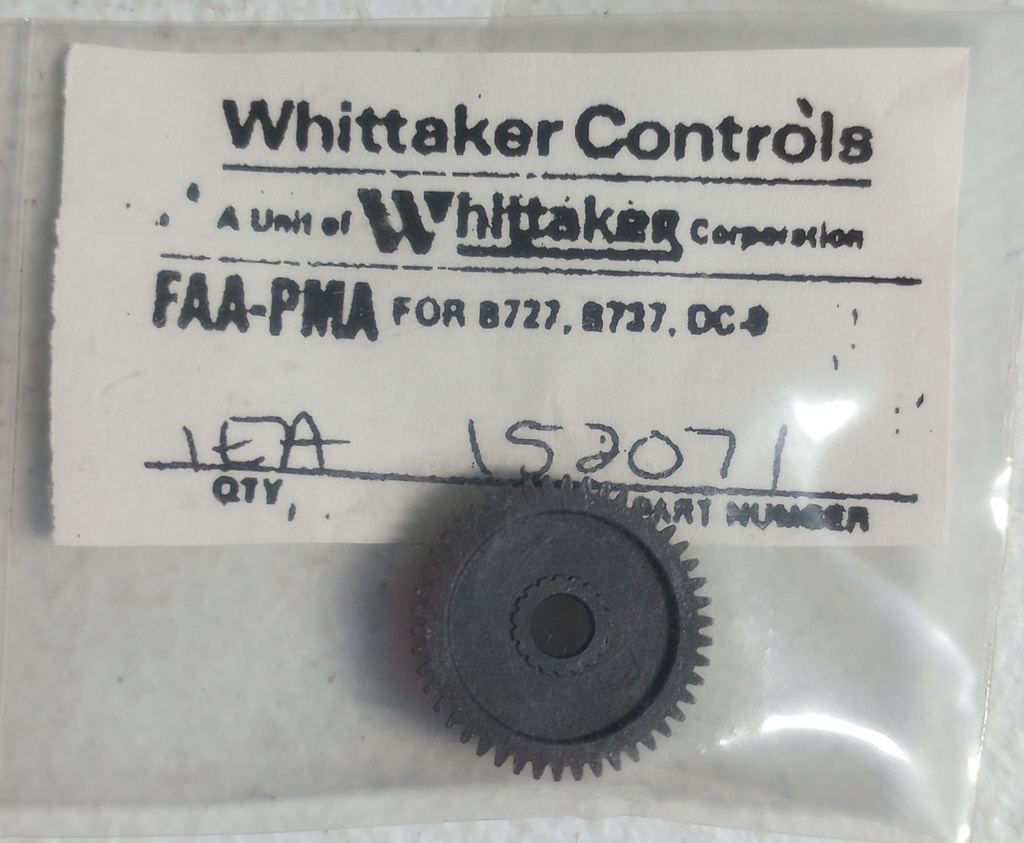 Whittaker Controls
A Unit of Whittaker Corporation
FAA-PMA FOR B727, B737, DC-9
1EA 152071
QTY PART NUMBER